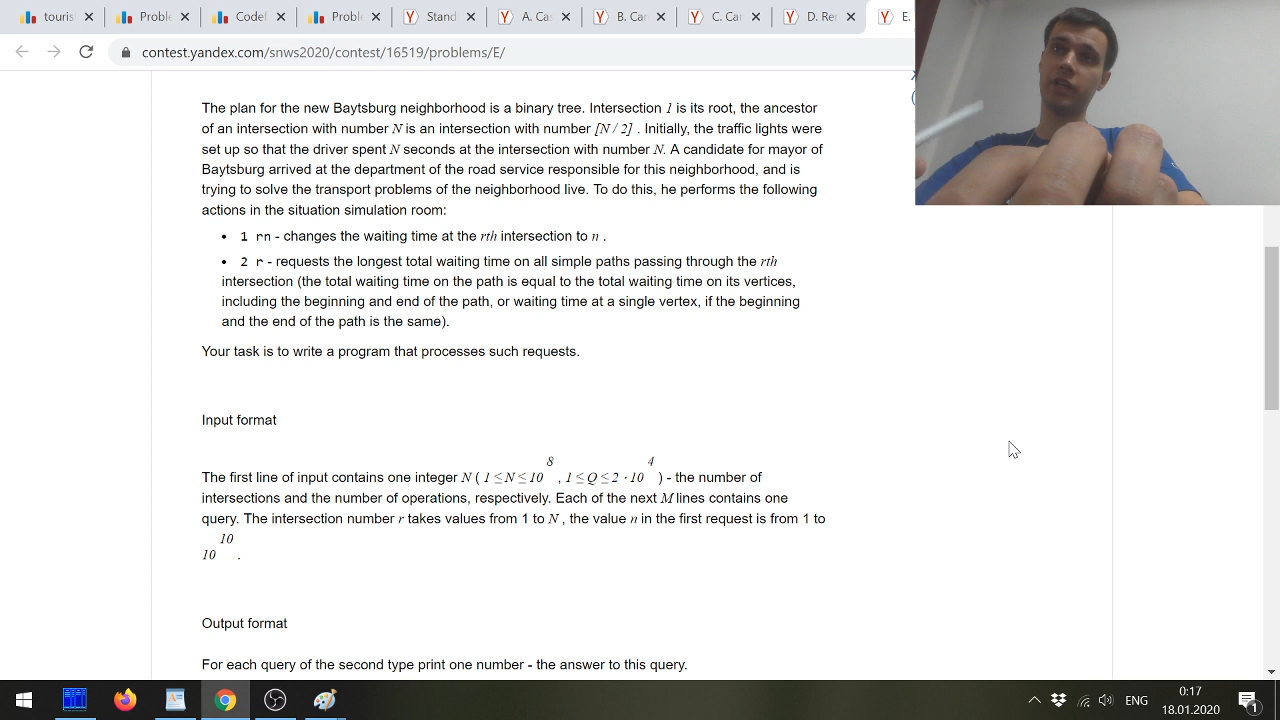 touris
Proble
Codef
Proble
Stand
A. Cas
B. Car
C. Col
D. Ren
E.
contest.yandex.com/snws2020/contest/16519/problems/E/
The plan for the new Baytsburg neighborhood is a binary tree. Intersection 1 is its root, the ancestor
of an intersection with number N is an intersection with number [N / 2] . Initially, the traffic lights were
set up so that the driver spent N seconds at the intersection with number N. A candidate for mayor of
Baytsburg arrived at the department of the road service responsible for this neighborhood, and is
trying to solve the transport problems of the neighborhood live. To do this, he performs the following
actions in the situation simulation room:
• 1 rn - changes the waiting time at the rth intersection to n .
• 2 r - requests the longest total waiting time on all simple paths passing through the rth
intersection (the total waiting time on the path is equal to the total waiting time on its vertices,
including the beginning and end of the path, or waiting time at a single vertex, if the beginning
and the end of the path is the same).
Your task is to write a program that processes such requests.
Input format
The first line of input contains one integer N ( 1 ≤ N ≤ 10^8 , 1 ≤ Q ≤ 2 · 10^4 ) - the number of
intersections and the number of operations, respectively. Each of the next M lines contains one
query. The intersection number r takes values from 1 to N , the value n in the first request is from 1 to
10^10 .
Output format
For each query of the second type print one number - the answer to this query.
ENG
0:17
18.01.2020
1